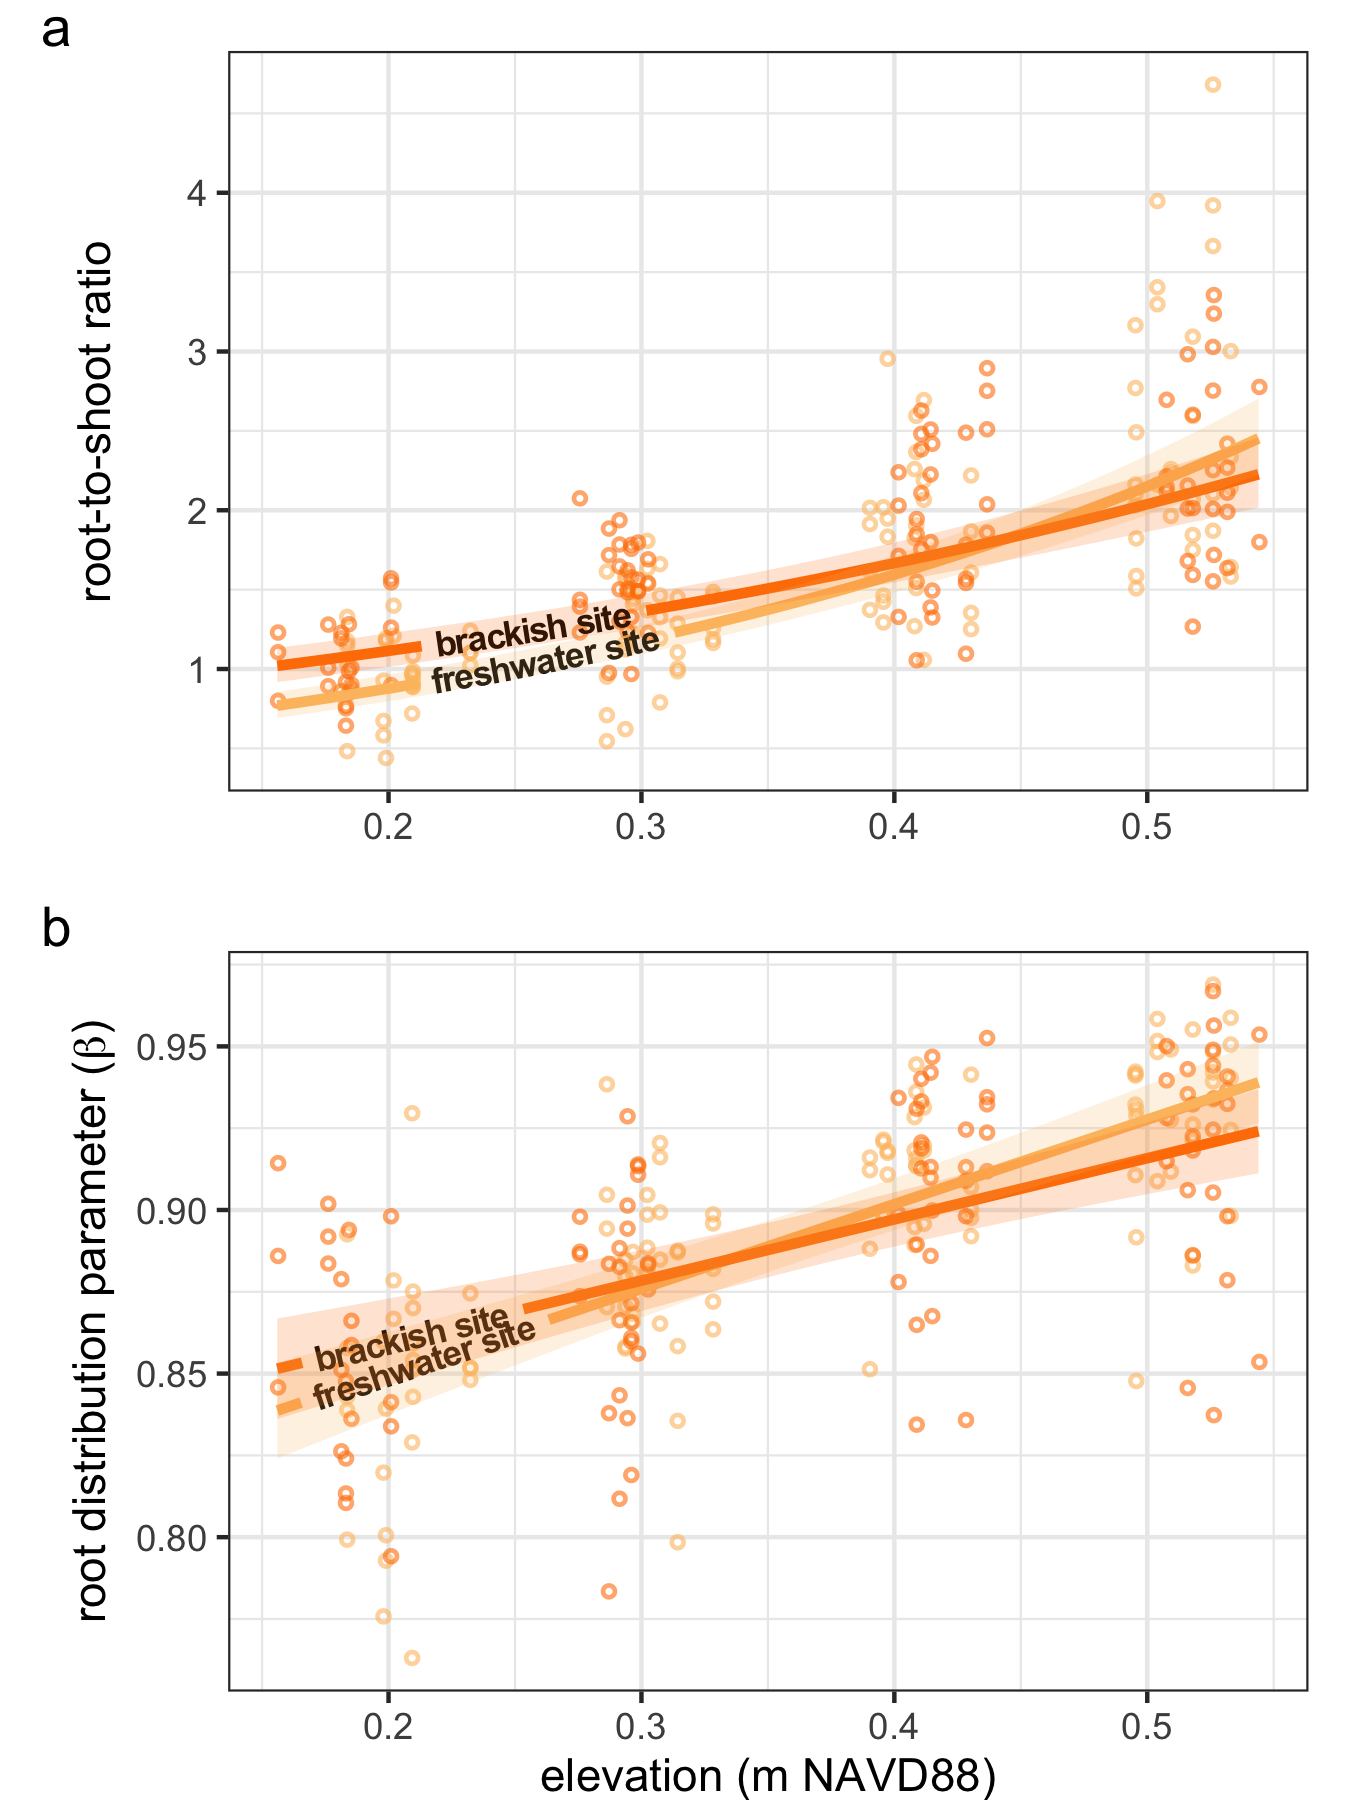 a
root-to-shoot ratio
4
3
2
1
brackish site
freshwater site
0.2 0.3 0.4 0.5
b
root distribution parameter (β)
0.95
0.90
0.85
0.80
brackish site
freshwater site
0.2 0.3 0.4 0.5
elevation (m NAVD88)